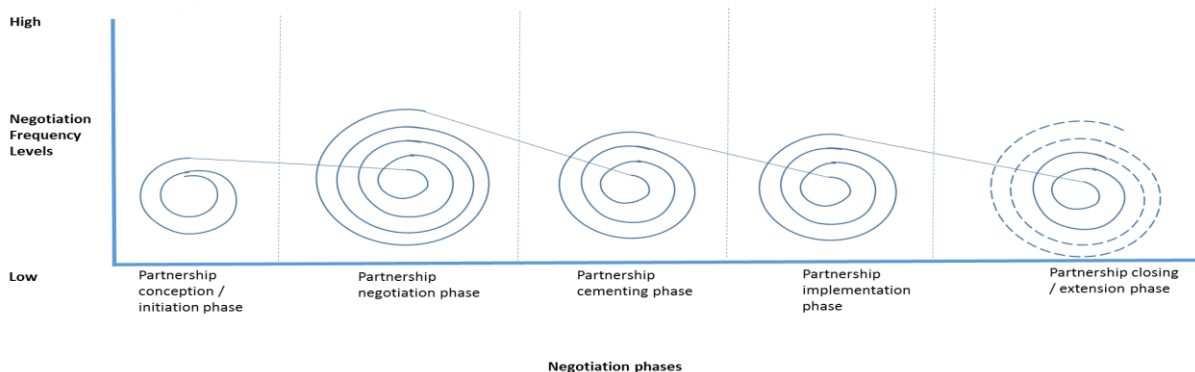 High
Negotiation
Frequency
Levels
Low
Partnership
conception /
initiation phase
Partnership
negotiation phase
Partnership
cementing phase
Partnership
implementation
phase
Partnership closing
/ extension phase
Negotiation phases